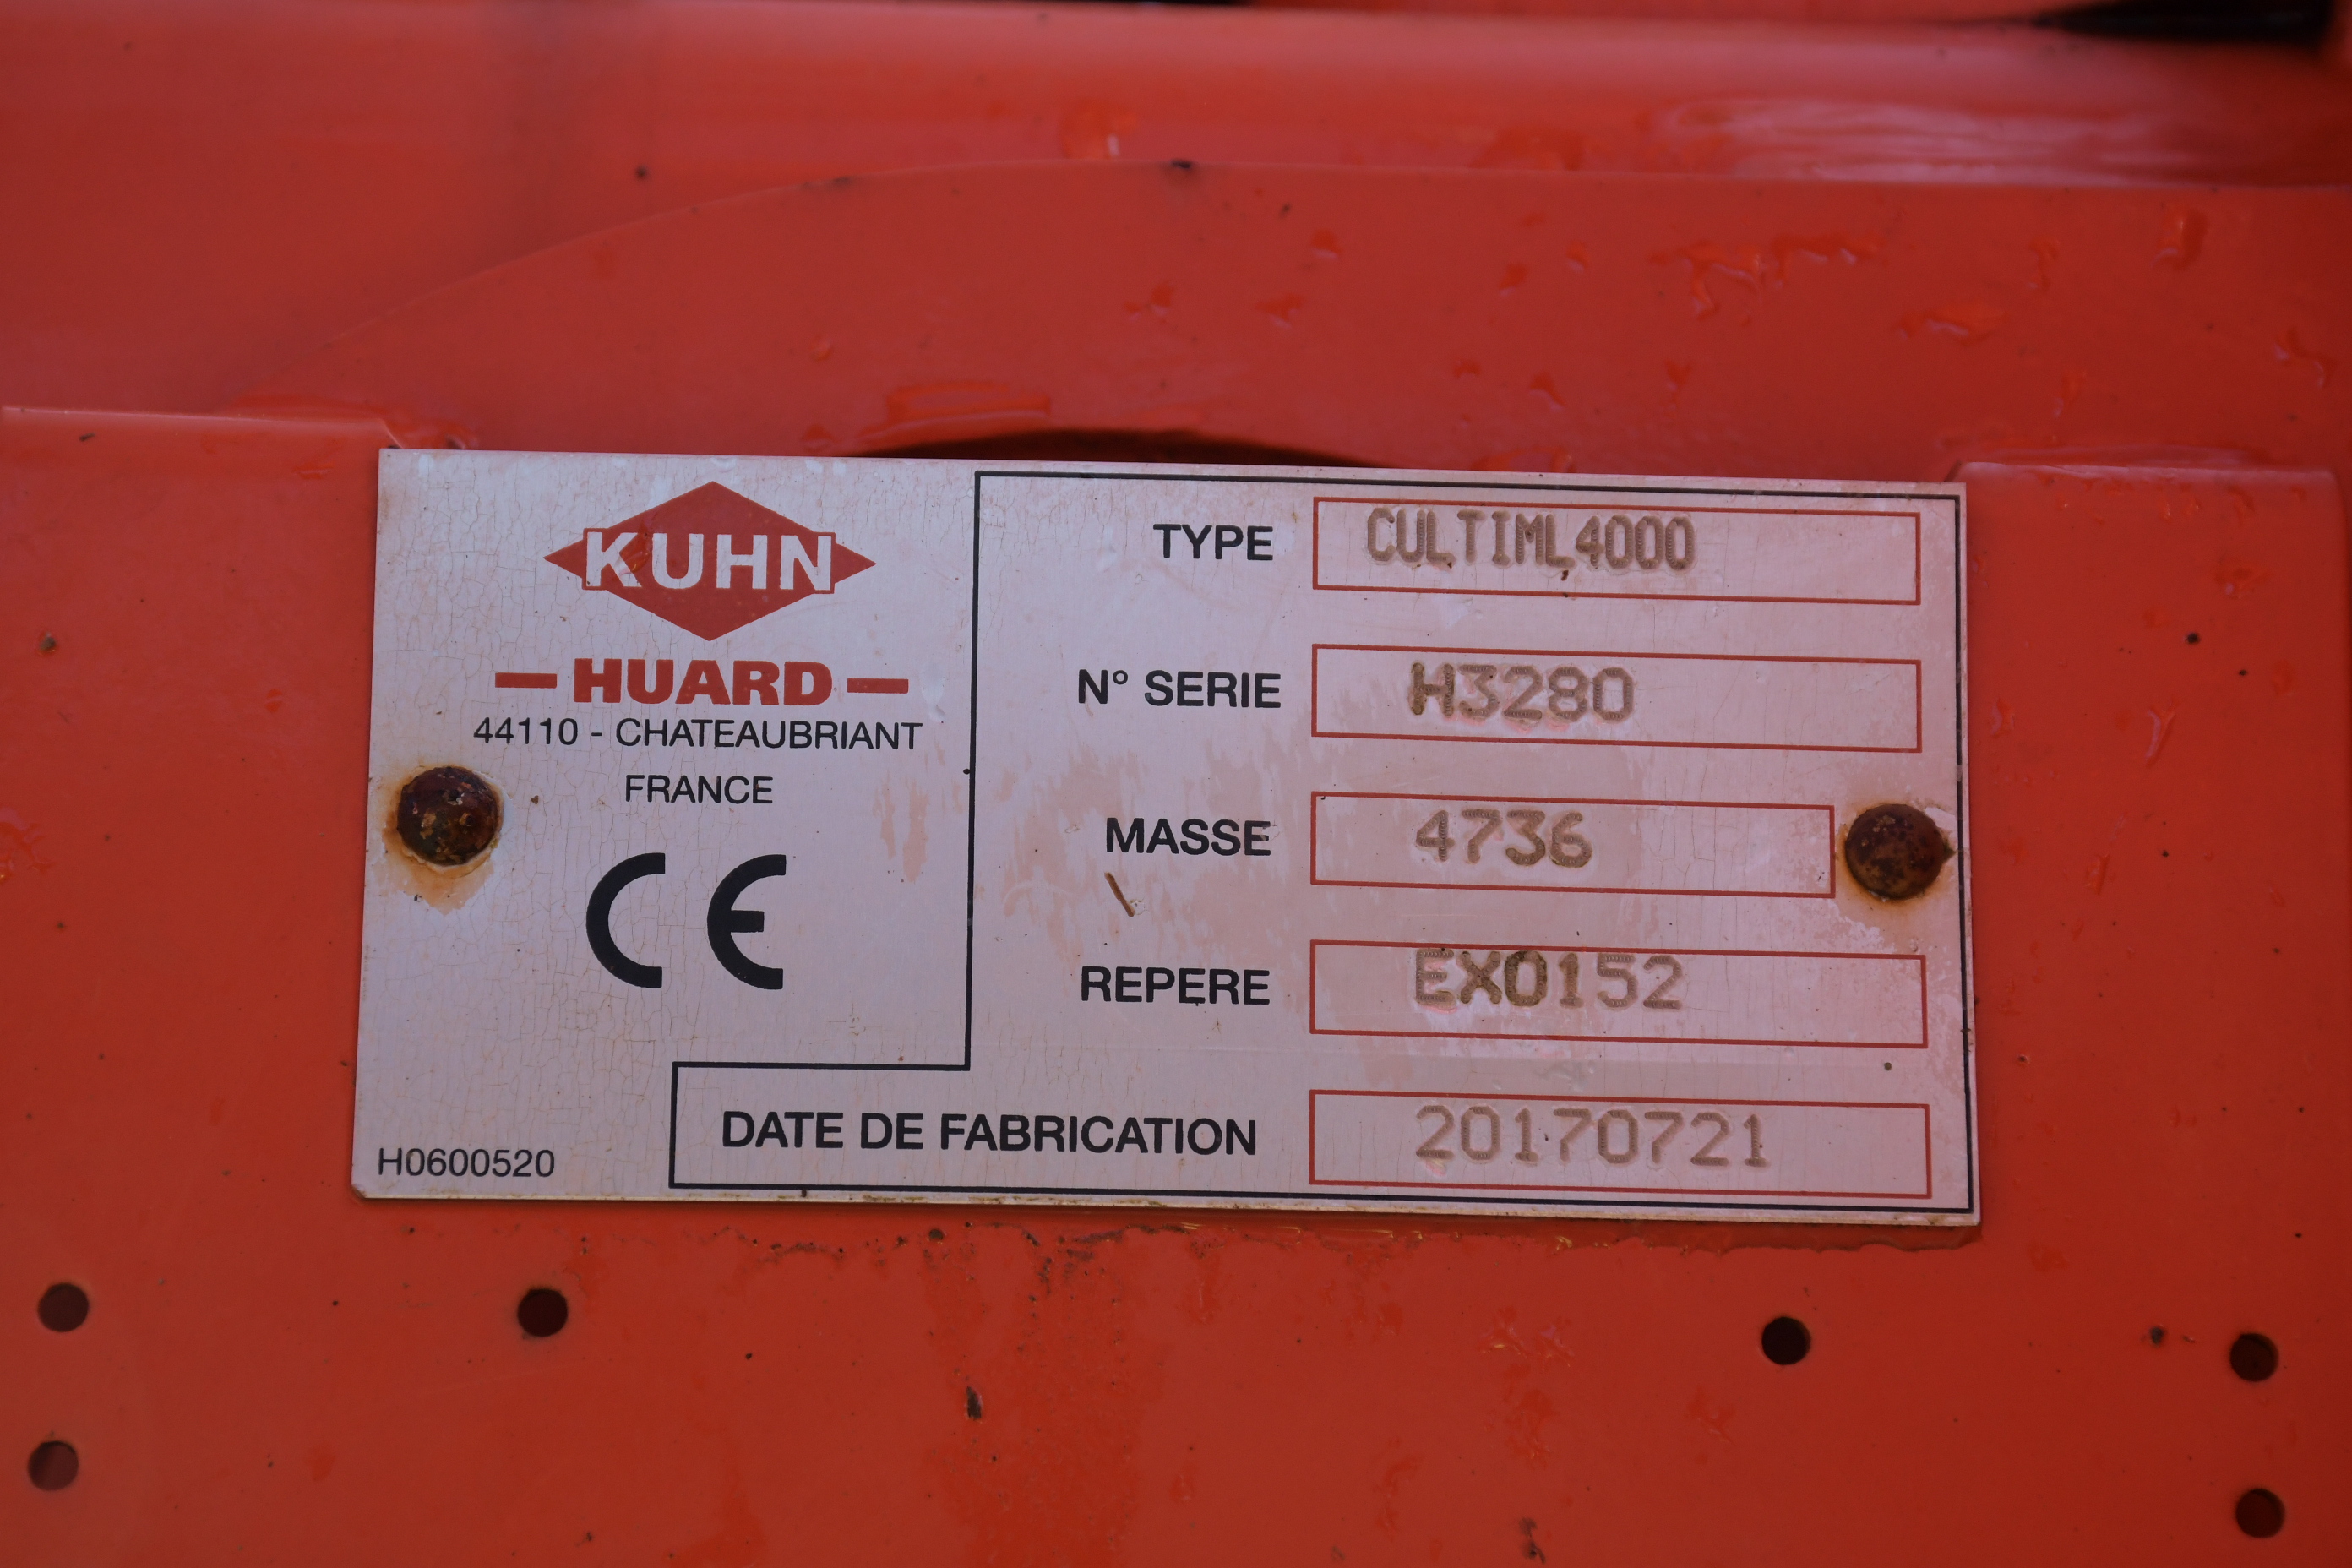 KUHN
HUARD
44110 - CHATEAUBRIANT
FRANCE
CE
H0600520
TYPE CULTIML4000
N° SERIE H3280
MASSE 4736
REPERE EX0152
DATE DE FABRICATION 20170721